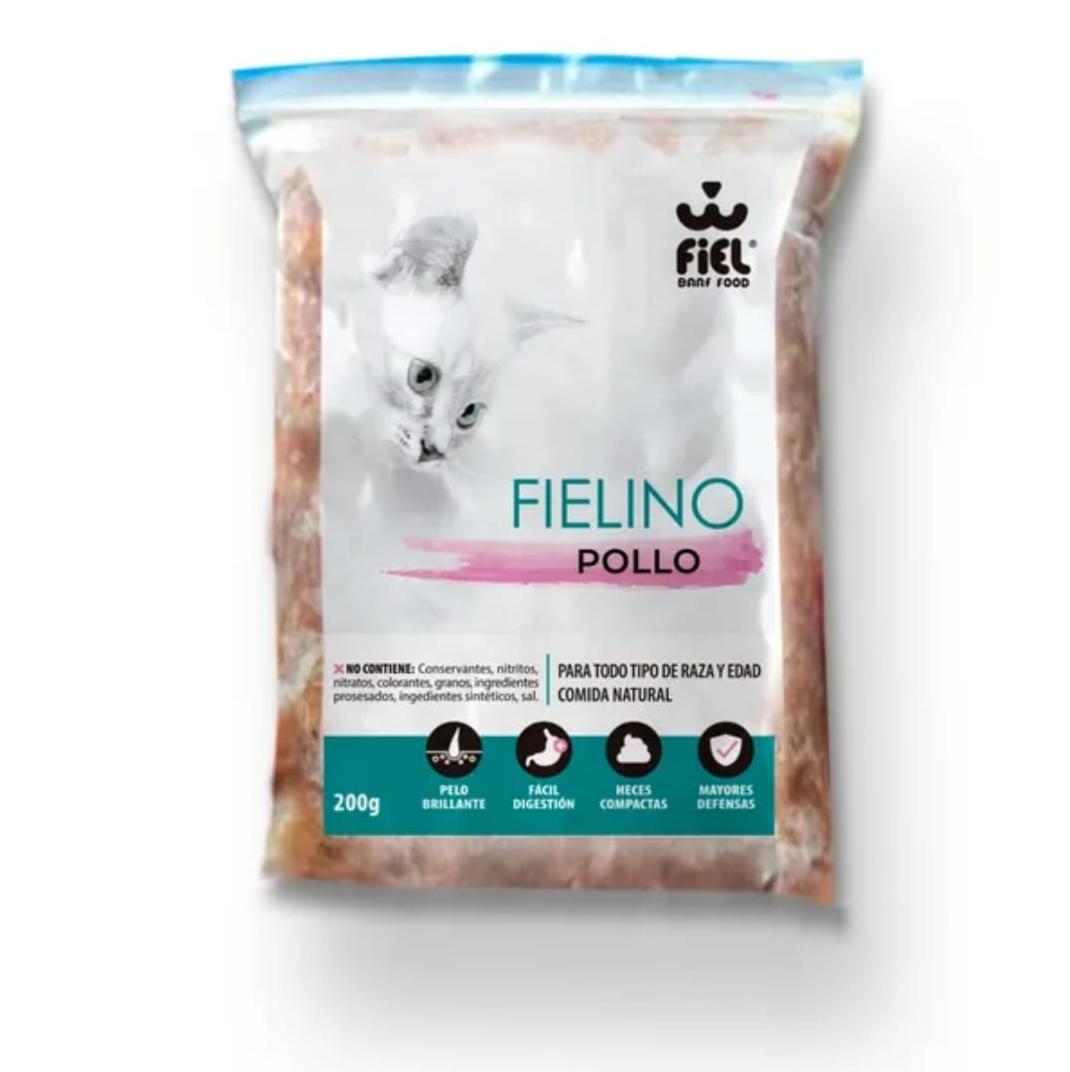 FiEL®
BARF FOOD
FIELINO
POLLO
NO CONTIENE: Conservantes, nitritos,
nitratos, colorantes, granos, ingredientes
prosesados, ingedientes sintéticos, sal.
PARA TODO TIPO DE RAZA Y EDAD
COMIDA NATURAL
200g
PELO
BRILLANTE
FÁCIL
DIGESTIÓN
HECES
COMPACTAS
MAYORES
DEFENSAS